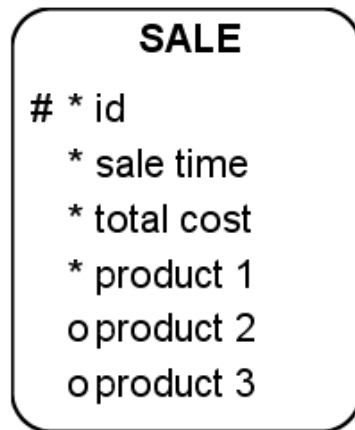 SALE
# * id
* sale time
* total cost
* product 1
o product 2
o product 3